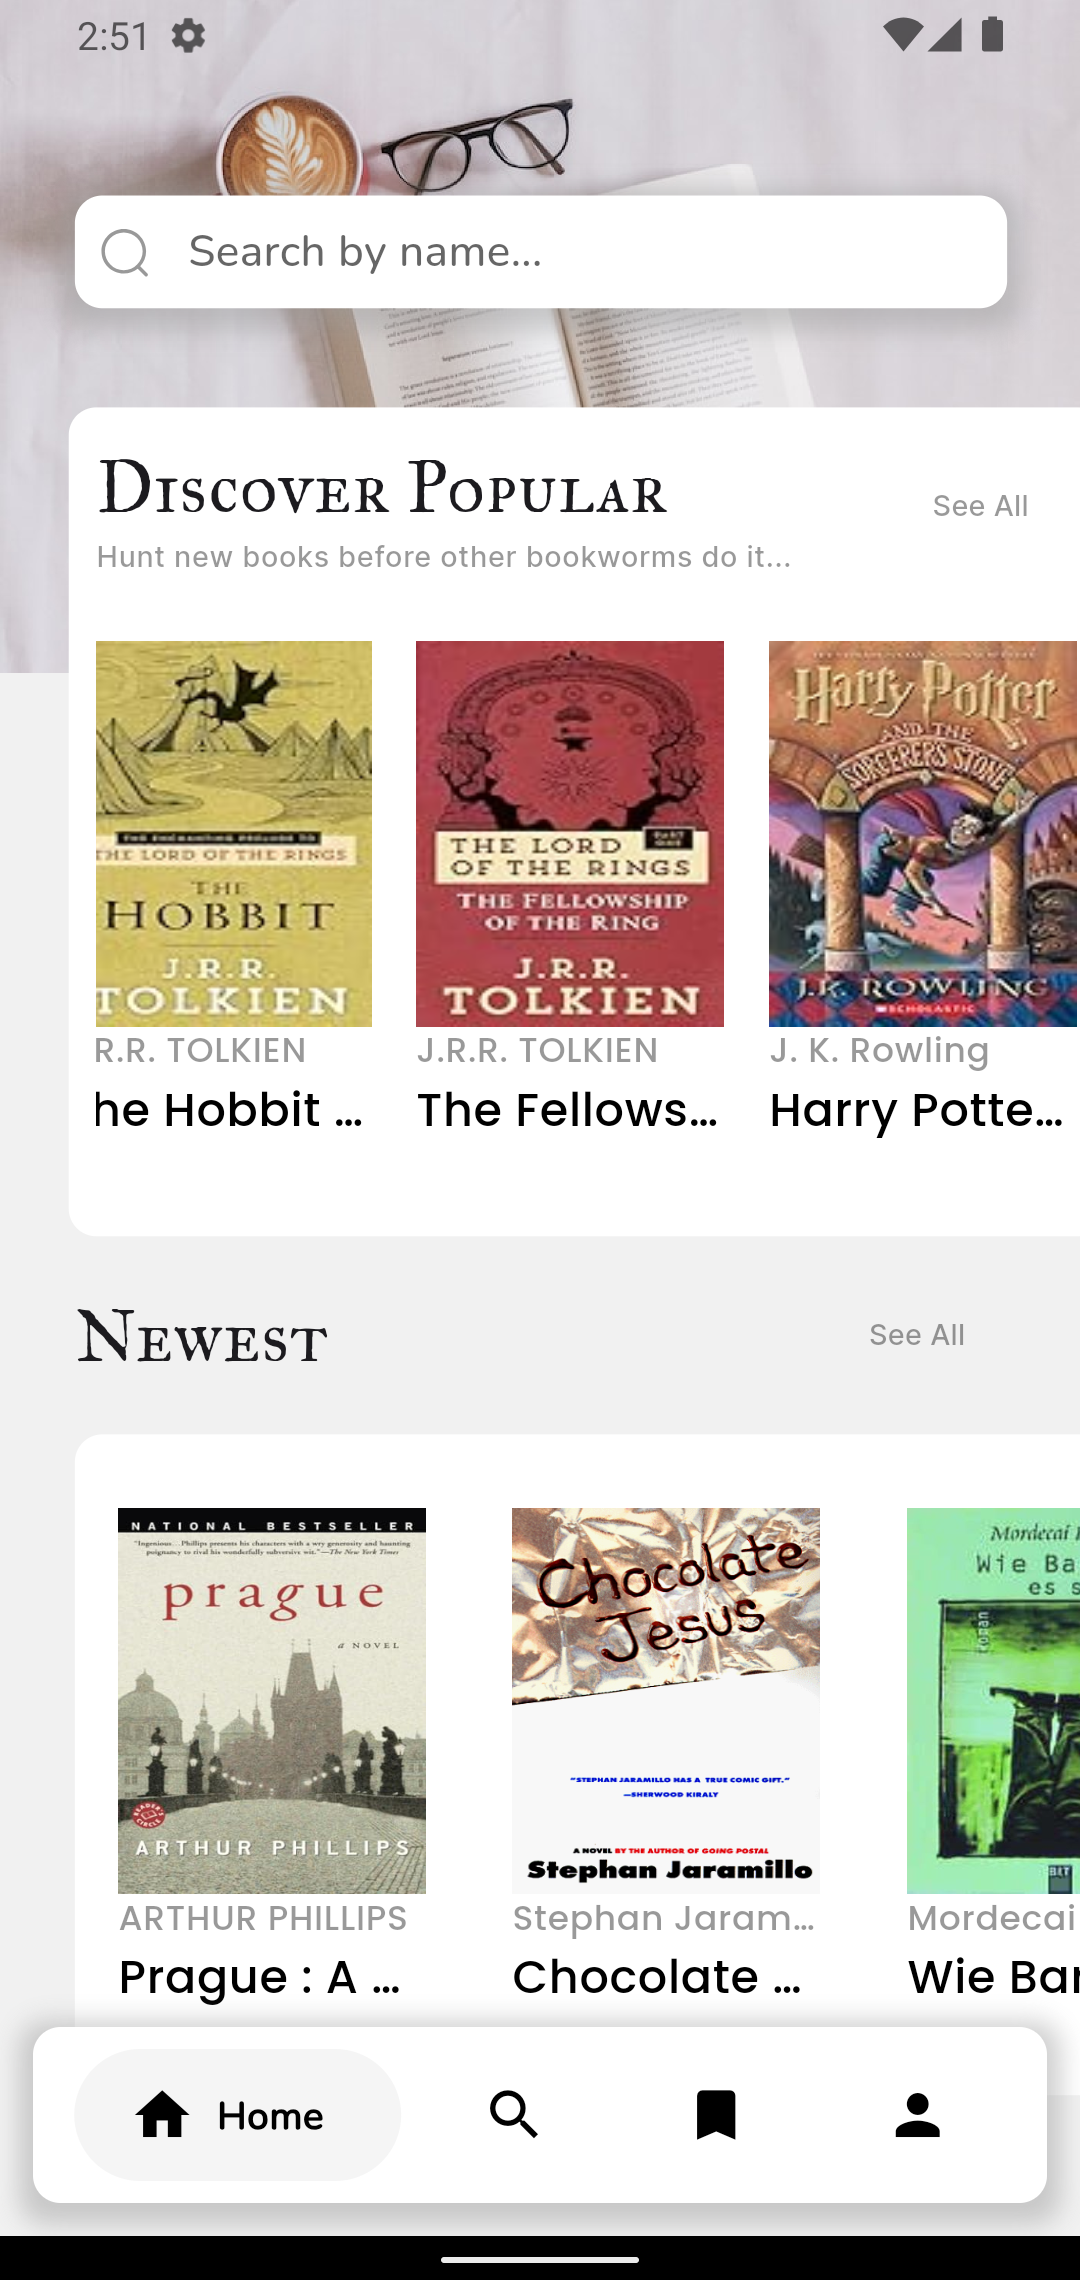 2:51
Search by name...
Discover Popular
See All
Hunt new books before other bookworms do it...
THE ENCHANTING PRELUDE TO
THE LORD OF THE RINGS
THE
HOBBIT
J.R.R.
TOLKIEN
THE LORD
OF THE RINGS
PART
ONE
THE FELLOWSHIP
OF THE RING
J.R.R.
TOLKIEN
Harry Potter
AND THE
SORCERER'S STONE
J.K. ROWLING
SCHOLASTIC
R.R. TOLKIEN
J.R.R. TOLKIEN
J. K. Rowling
he Hobbit ...
The Fellows...
Harry Potte...
Newest
See All
NATIONAL BESTSELLER
"Ingenious...Phillips presents his characters with a wry generosity and haunting
poignancy to rival his wonderfully subversive wit."—The New York Times
prague
a NOVEL
READER'S
CIRCLE
ARTHUR PHILLIPS
Chocolate
Jesus
"STEPHAN JARAMILLO HAS A TRUE COMIC GIFT."
—SHERWOOD KIRALY
A NOVEL BY THE AUTHOR OF GOING POSTAL
Stephan Jaramillo
Mordecai
Wie Ba
es s
Roman
BLT
ARTHUR PHILLIPS
Stephan Jaram...
Mordecai
Prague : A ...
Chocolate ...
Wie Bar
Home